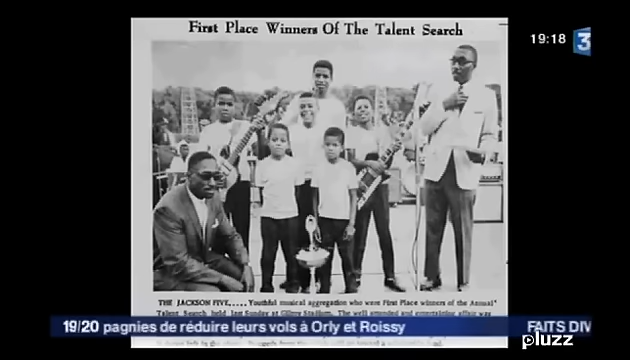 First Place Winners Of The Talent Search
19:18 3
THE JACKSON FIVE,.... Youthful musical aggregation who were First Place winners of the Annual
Talent Search held last Sunday at Gilroy Stadium. The well attended and entertaining affair was
19/20 pagnies de réduire leurs vols à Orly et Roissy FAITS DIV
pluzz